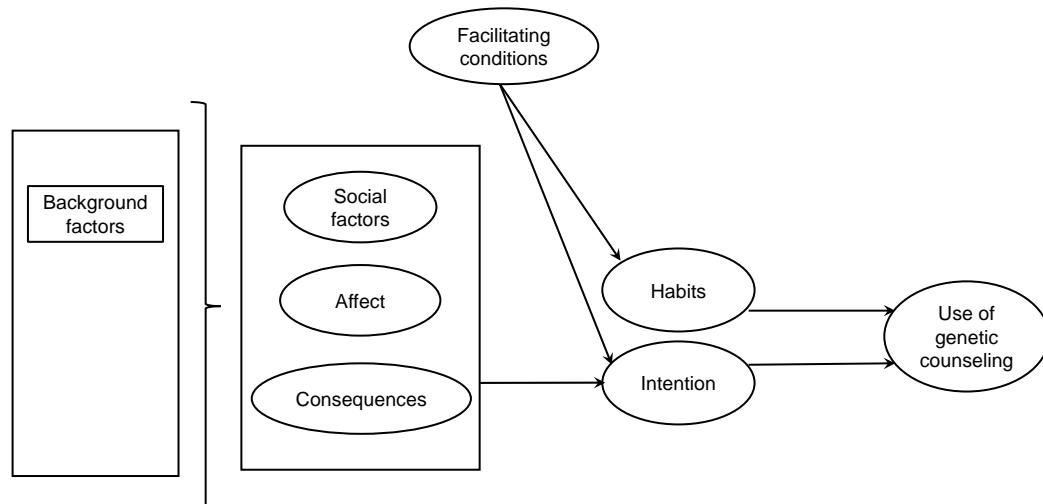 Facilitating
conditions
Background
factors
Social
factors
Affect
Consequences
Habits
Intention
Use of
genetic
counseling